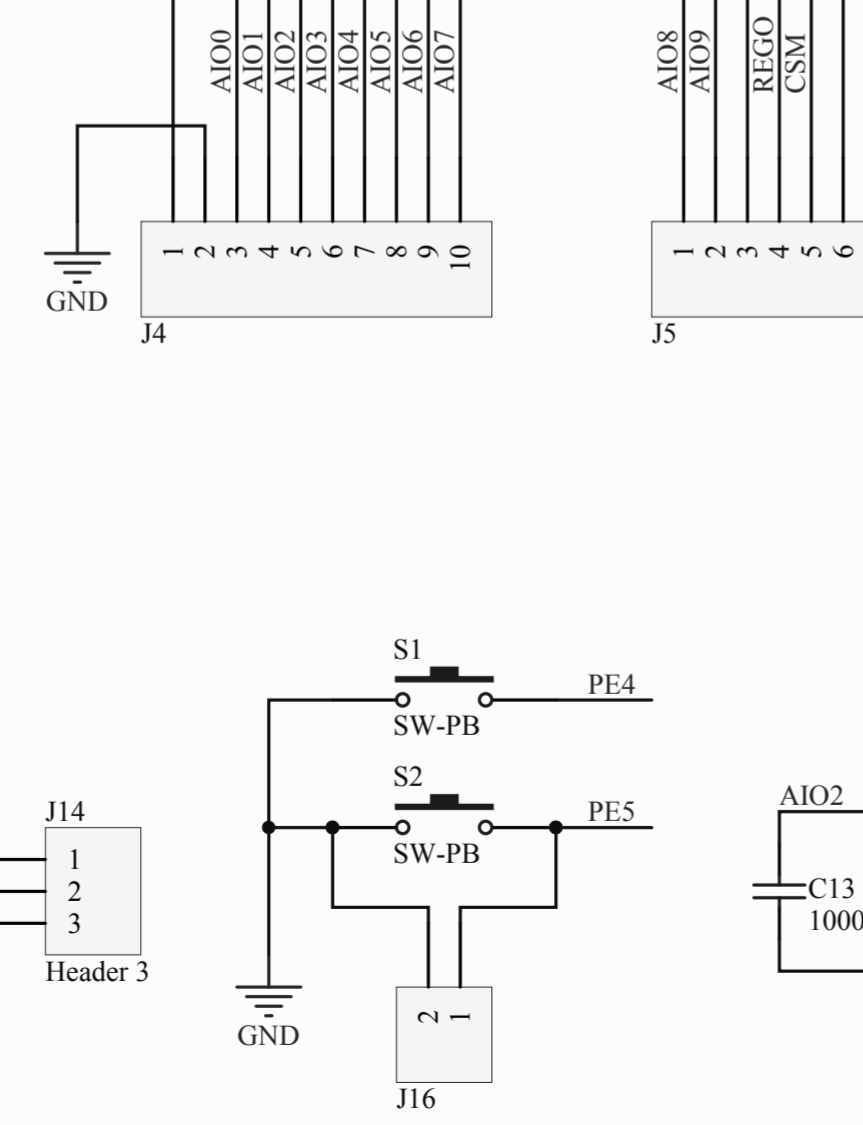 AIO0
AIO1
AIO2
AIO3
AIO4
AIO5
AIO6
AIO7
1
2
3
4
5
6
7
8
9
10
GND
J4
AIO8
AIO9
REGO
CSM
1
2
3
4
5
6
J5
S1
PE4
SW-PB
S2
PE5
SW-PB
J14
1
2
3
Header 3
GND
2
1
J16
AIO2
C13
1000